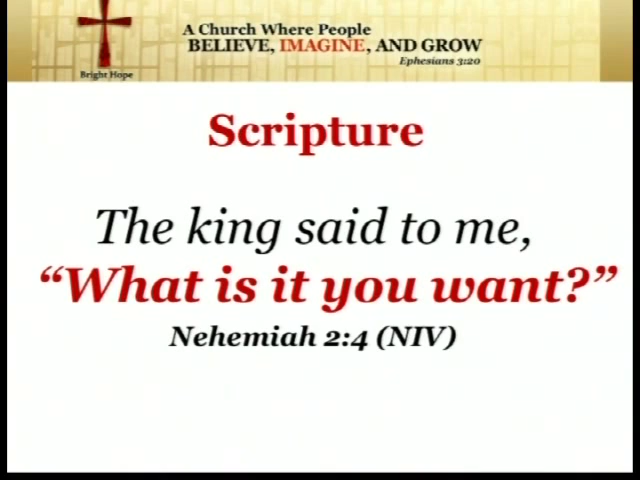 A Church Where People
BELIEVE, IMAGINE, AND GROW
Ephesians 3:20
Bright Hope
Scripture
The king said to me,
“What is it you want?”
Nehemiah 2:4 (NIV)